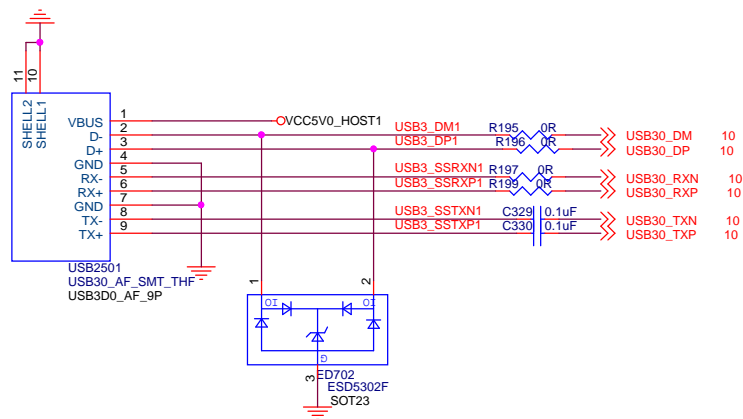 11
10
SHELL2
SHELL1
VBUS 1
D- 2
D+ 3
GND 4
RX- 5
RX+ 6
GND 7
TX- 8
TX+ 9
VCC5V0_HOST1
USB3_DM1 R195 0R USB30_DM 10
USB3_DP1 R196 0R USB30_DP 10
USB3_SSRXN1 R197 0R USB30_RXN 10
USB3_SSRXP1 R199 0R USB30_RXP 10
USB3_SSTXN1 C329 0.1uF USB30_TXN 10
USB3_SSTXP1 C330 0.1uF USB30_TXP 10
USB2501
USB30_AF_SMT_THF
USB3D0_AF_9P
1 2
IO IO
G
3
ED702
ESD5302F
SOT23